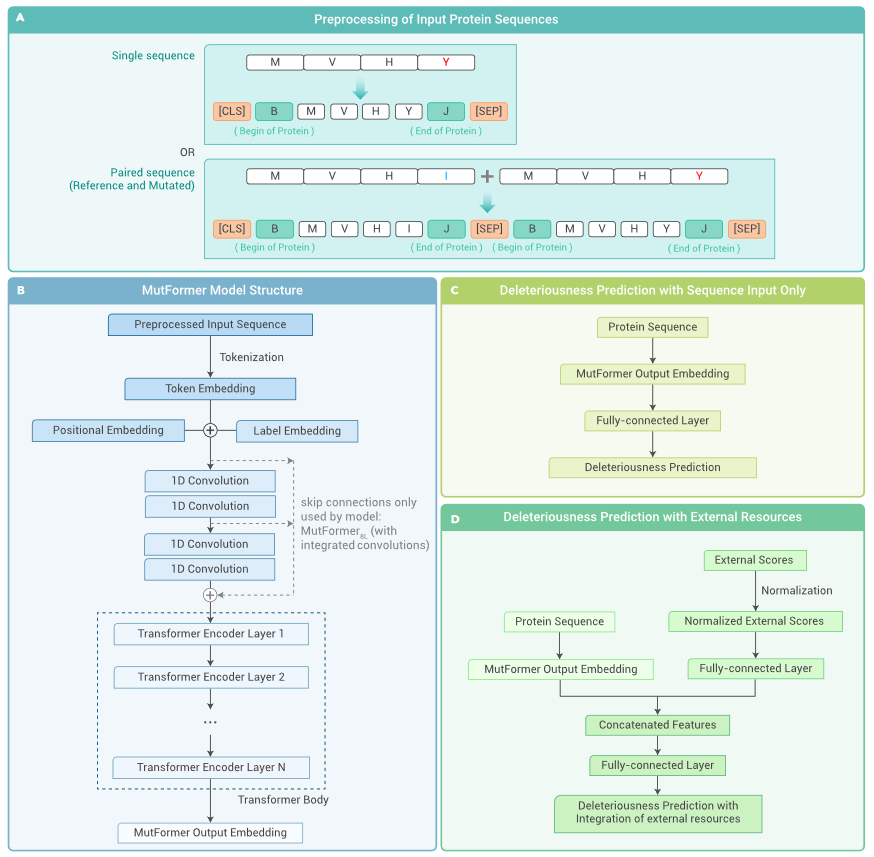 A
Preprocessing of Input Protein Sequences
Single sequence
M V H Y
[CLS] B M V H Y J [SEP]
( Begin of Protein ) ( End of Protein )
OR
Paired sequence
(Reference and Mutated)
M V H I + M V H Y
[CLS] B M V H I J [SEP] B M V H Y J [SEP]
( Begin of Protein ) ( End of Protein ) ( Begin of Protein ) ( End of Protein )
B
MutFormer Model Structure
Preprocessed Input Sequence
Tokenization
Token Embedding
Positional Embedding
Label Embedding
1D Convolution
1D Convolution
1D Convolution
1D Convolution
skip connections only
used by model:
MutFormer8L (with
integrated convolutions)
Transformer Encoder Layer 1
Transformer Encoder Layer 2
...
Transformer Encoder Layer N
Transformer Body
MutFormer Output Embedding
C
Deleteriousness Prediction with Sequence Input Only
Protein Sequence
MutFormer Output Embedding
Fully-connected Layer
Deleteriousness Prediction
D
Deleteriousness Prediction with External Resources
External Scores
Normalization
Protein Sequence
Normalized External Scores
MutFormer Output Embedding
Fully-connected Layer
Concatenated Features
Fully-connected Layer
Deleteriousness Prediction with
Integration of external resources